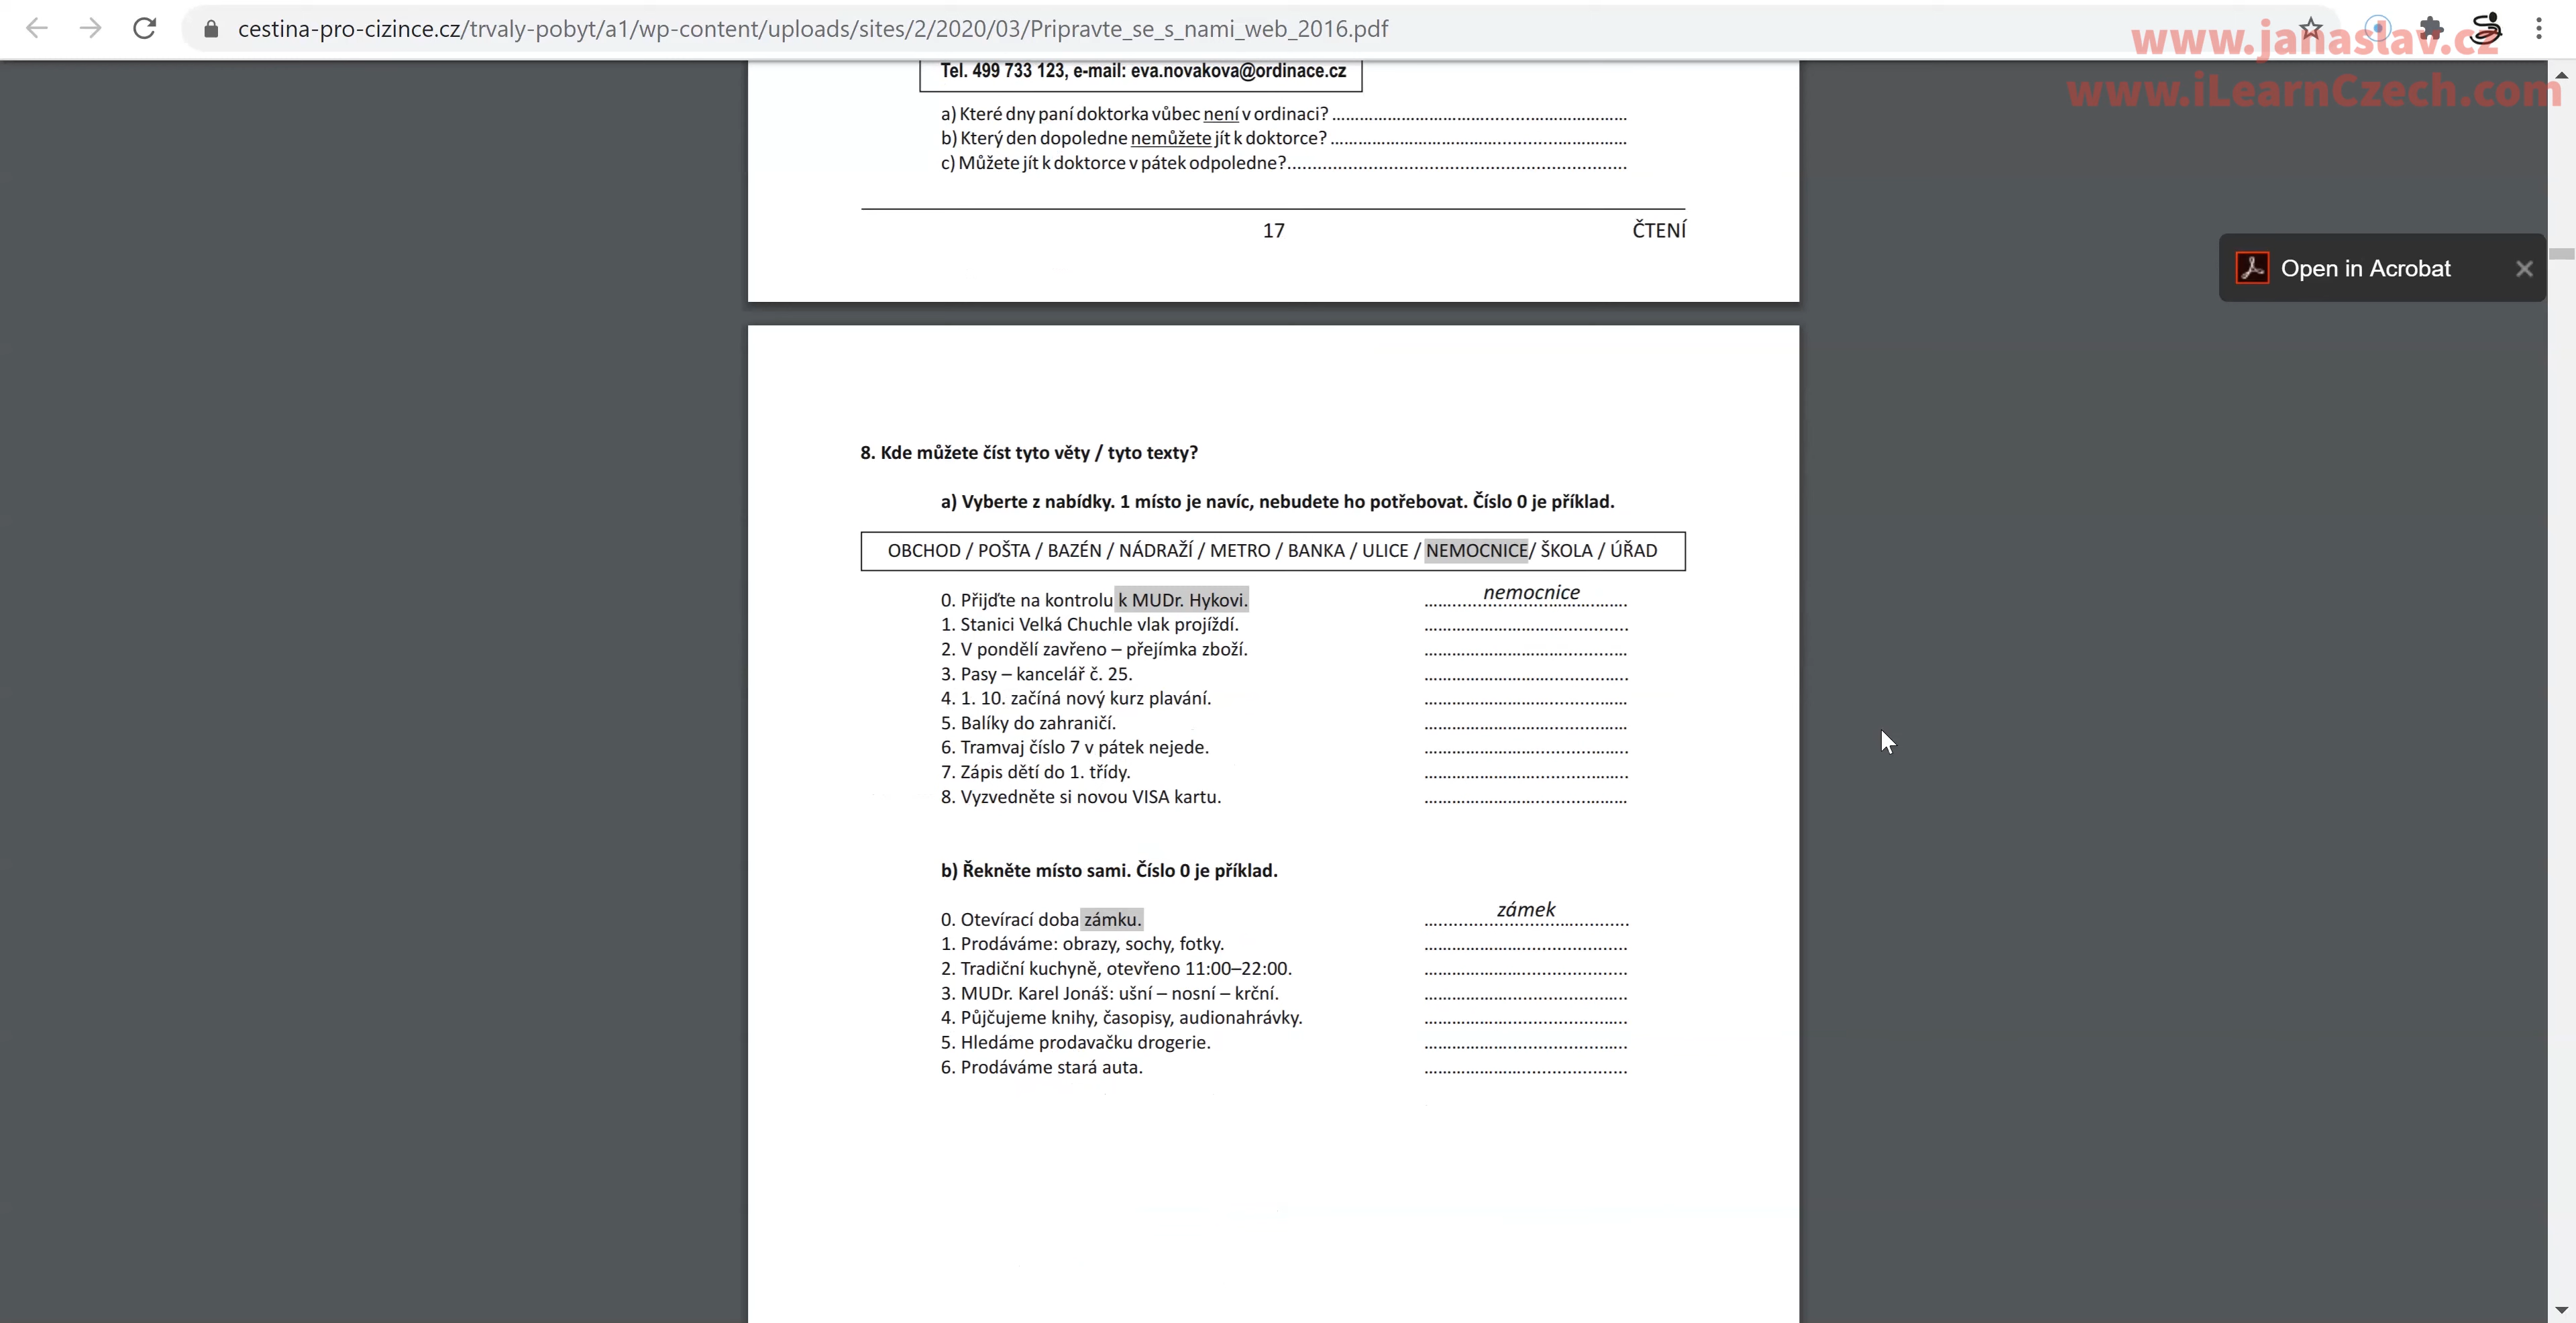 cestina-pro-cizince.cz/trvaly-pobyt/a1/wp-content/uploads/sites/2/2020/03/Pripravte_se_s_nami_web_2016.pdf
www.janaslav.cz
www.iLearnCzech.com
Tel. 499 733 123, e-mail: eva.novakova@ordinace.cz
a) Které dny paní doktorka vůbec není v ordinaci? ......................................................
b) Který den dopoledne nemůžete jít k doktorce? ......................................................
c) Můžete jít k doktorce v pátek odpoledne?......................................................
17 ČTENÍ
Open in Acrobat
8. Kde můžete číst tyto věty / tyto texty?
a) Vyberte z nabídky. 1 místo je navíc, nebudete ho potřebovat. Číslo 0 je příklad.
OBCHOD / POŠTA / BAZÉN / NÁDRAŽÍ / METRO / BANKA / ULICE / NEMOCNICE/ ŠKOLA / ÚŘAD
0. Přijďte na kontrolu k MUDr. Hykovi. nemocnice
1. Stanici Velká Chuchle vlak projíždí. ....................................
2. V pondělí zavřeno – přejímka zboží. ....................................
3. Pasy – kancelář č. 25. ....................................
4. 1. 10. začíná nový kurz plavání. ....................................
5. Balíky do zahraničí. ....................................
6. Tramvaj číslo 7 v pátek nejede. ....................................
7. Zápis dětí do 1. třídy. ....................................
8. Vyzvedněte si novou VISA kartu. ....................................
b) Řekněte místo sami. Číslo 0 je příklad.
0. Otevírací doba zámku. zámek
1. Prodáváme: obrazy, sochy, fotky. ....................................
2. Tradiční kuchyně, otevřeno 11:00–22:00. ....................................
3. MUDr. Karel Jonáš: ušní – nosní – krční. ....................................
4. Půjčujeme knihy, časopisy, audionahrávky. ....................................
5. Hledáme prodavačku drogerie. ....................................
6. Prodáváme stará auta. ....................................